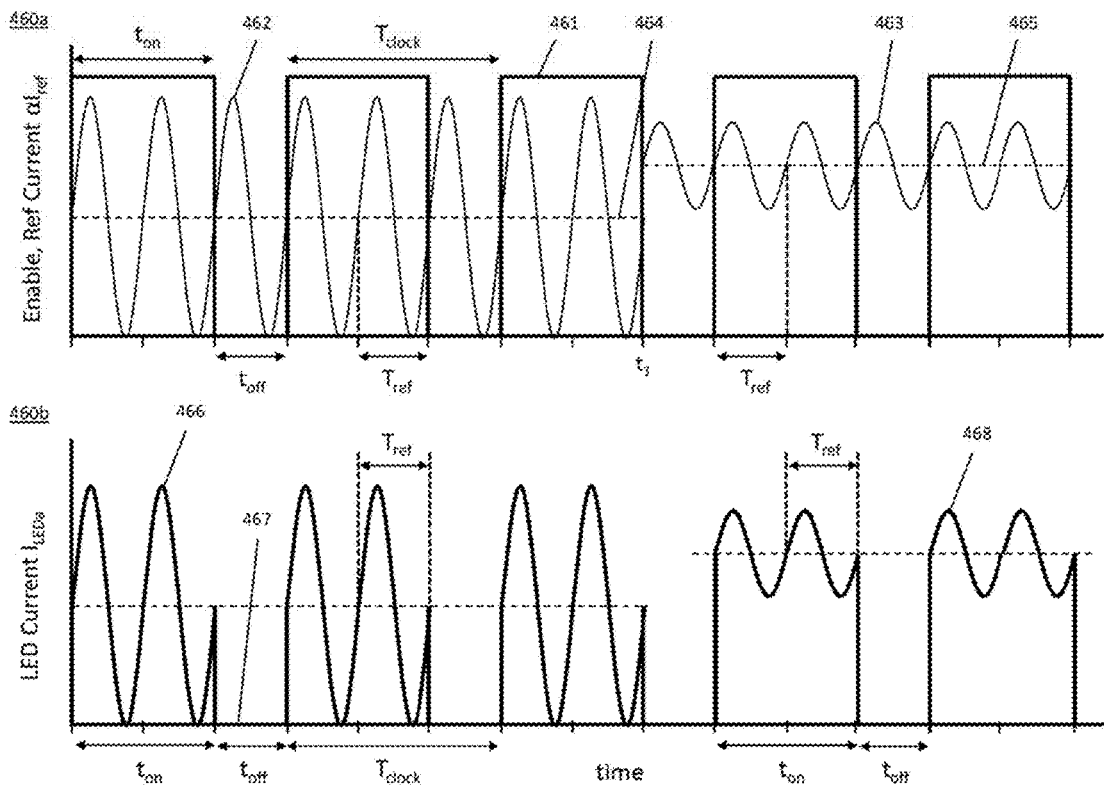 460a
t_on
462
T_clock
461
464
463
465
Enable, Ref Current αI_ref
t_off
T_ref
t_3
T_ref
460b
466
467
T_ref
T_ref
468
LED Current I_LEDa
t_on
t_off
T_clock
time
t_on
t_off